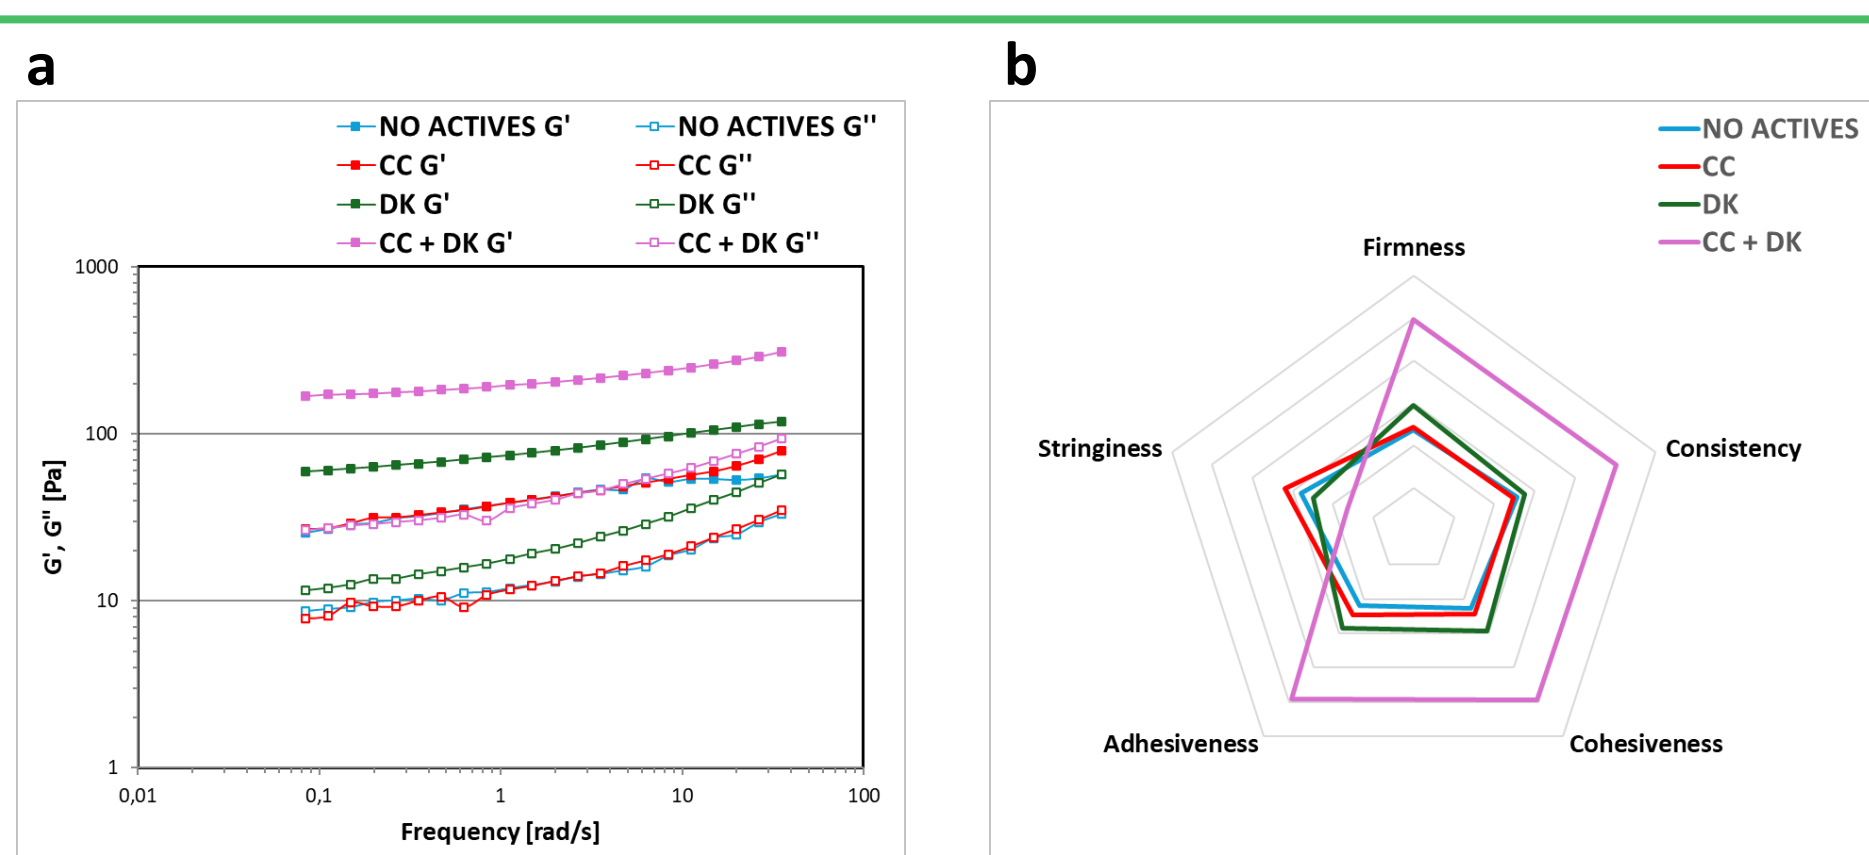 a
NO ACTIVES G' NO ACTIVES G''
CC G' CC G''
DK G' DK G''
CC + DK G' CC + DK G''
1000
100
10
1
G', G'' [Pa]
0,01 0,1 1 10 100
Frequency [rad/s]
b
NO ACTIVES
CC
DK
CC + DK
Firmness
Stringiness Consistency
Adhesiveness Cohesiveness